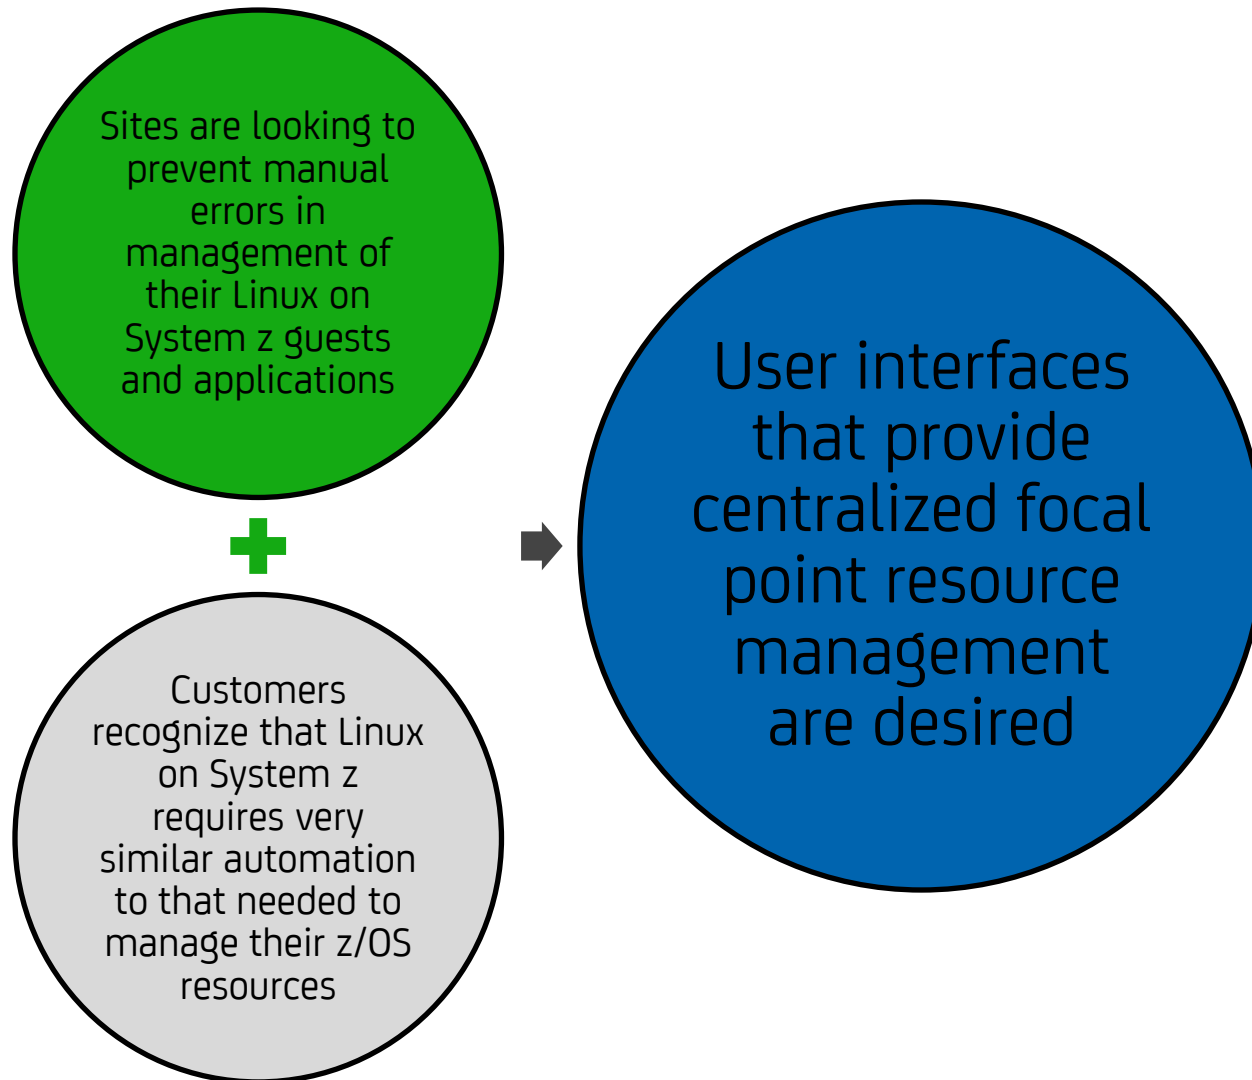 Sites are looking to
prevent manual
errors in
management of
their Linux on
System z guests
and applications
Customers
recognize that Linux
on System z
requires very
similar automation
to that needed to
manage their z/OS
resources
User interfaces
that provide
centralized focal
point resource
management
are desired